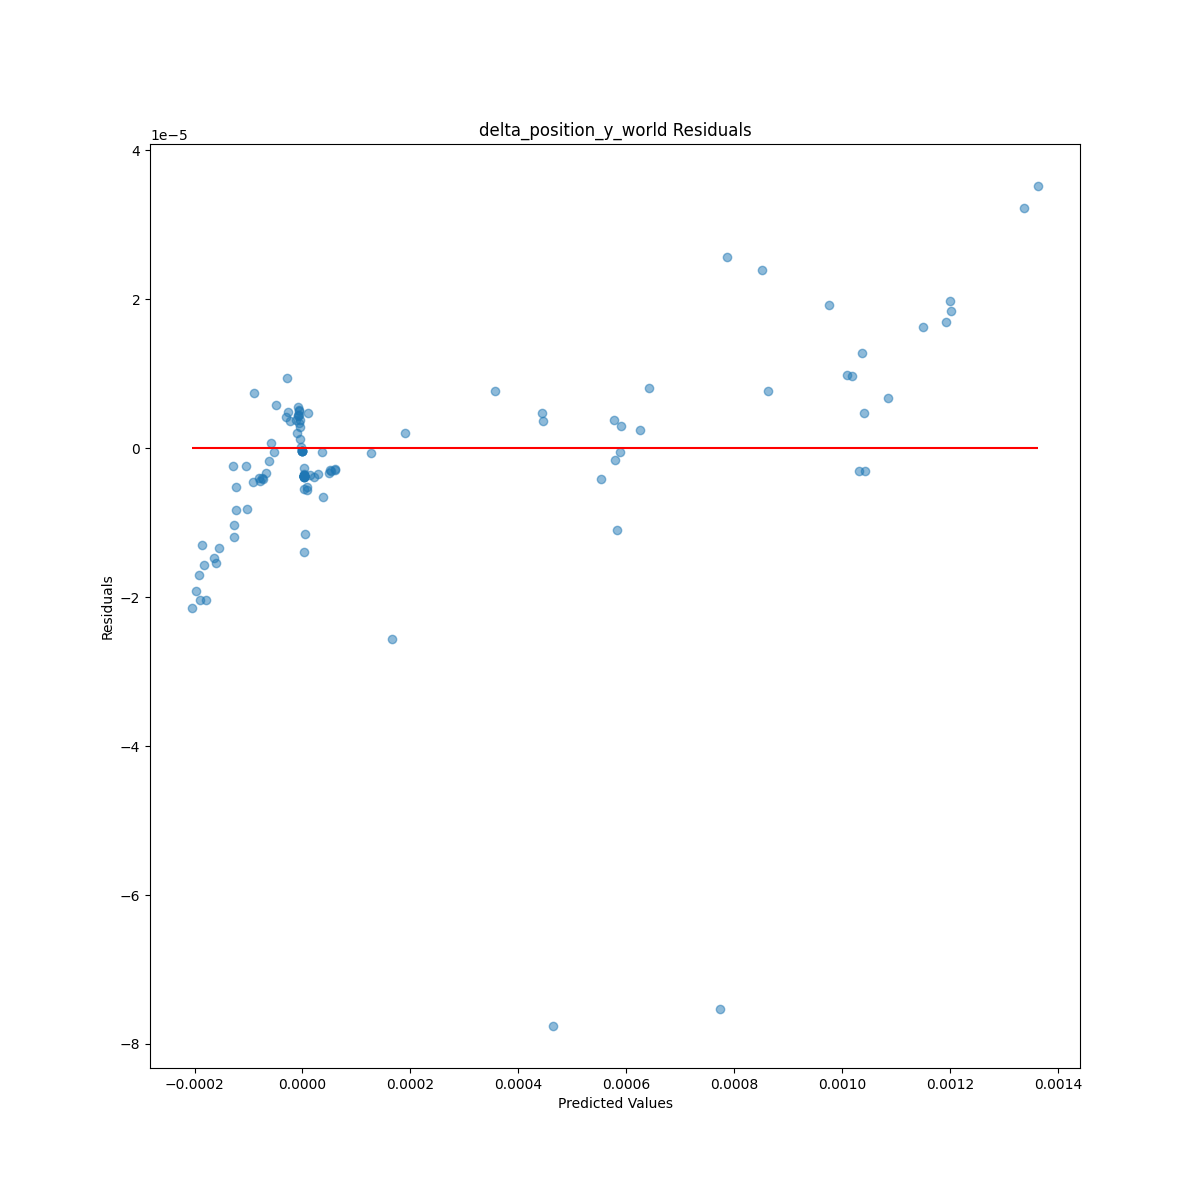 delta_position_y_world Residuals
1e−5
4
2
0
−2
−4
−6
−8
Residuals
−0.0002 0.0000 0.0002 0.0004 0.0006 0.0008 0.0010 0.0012 0.0014
Predicted Values